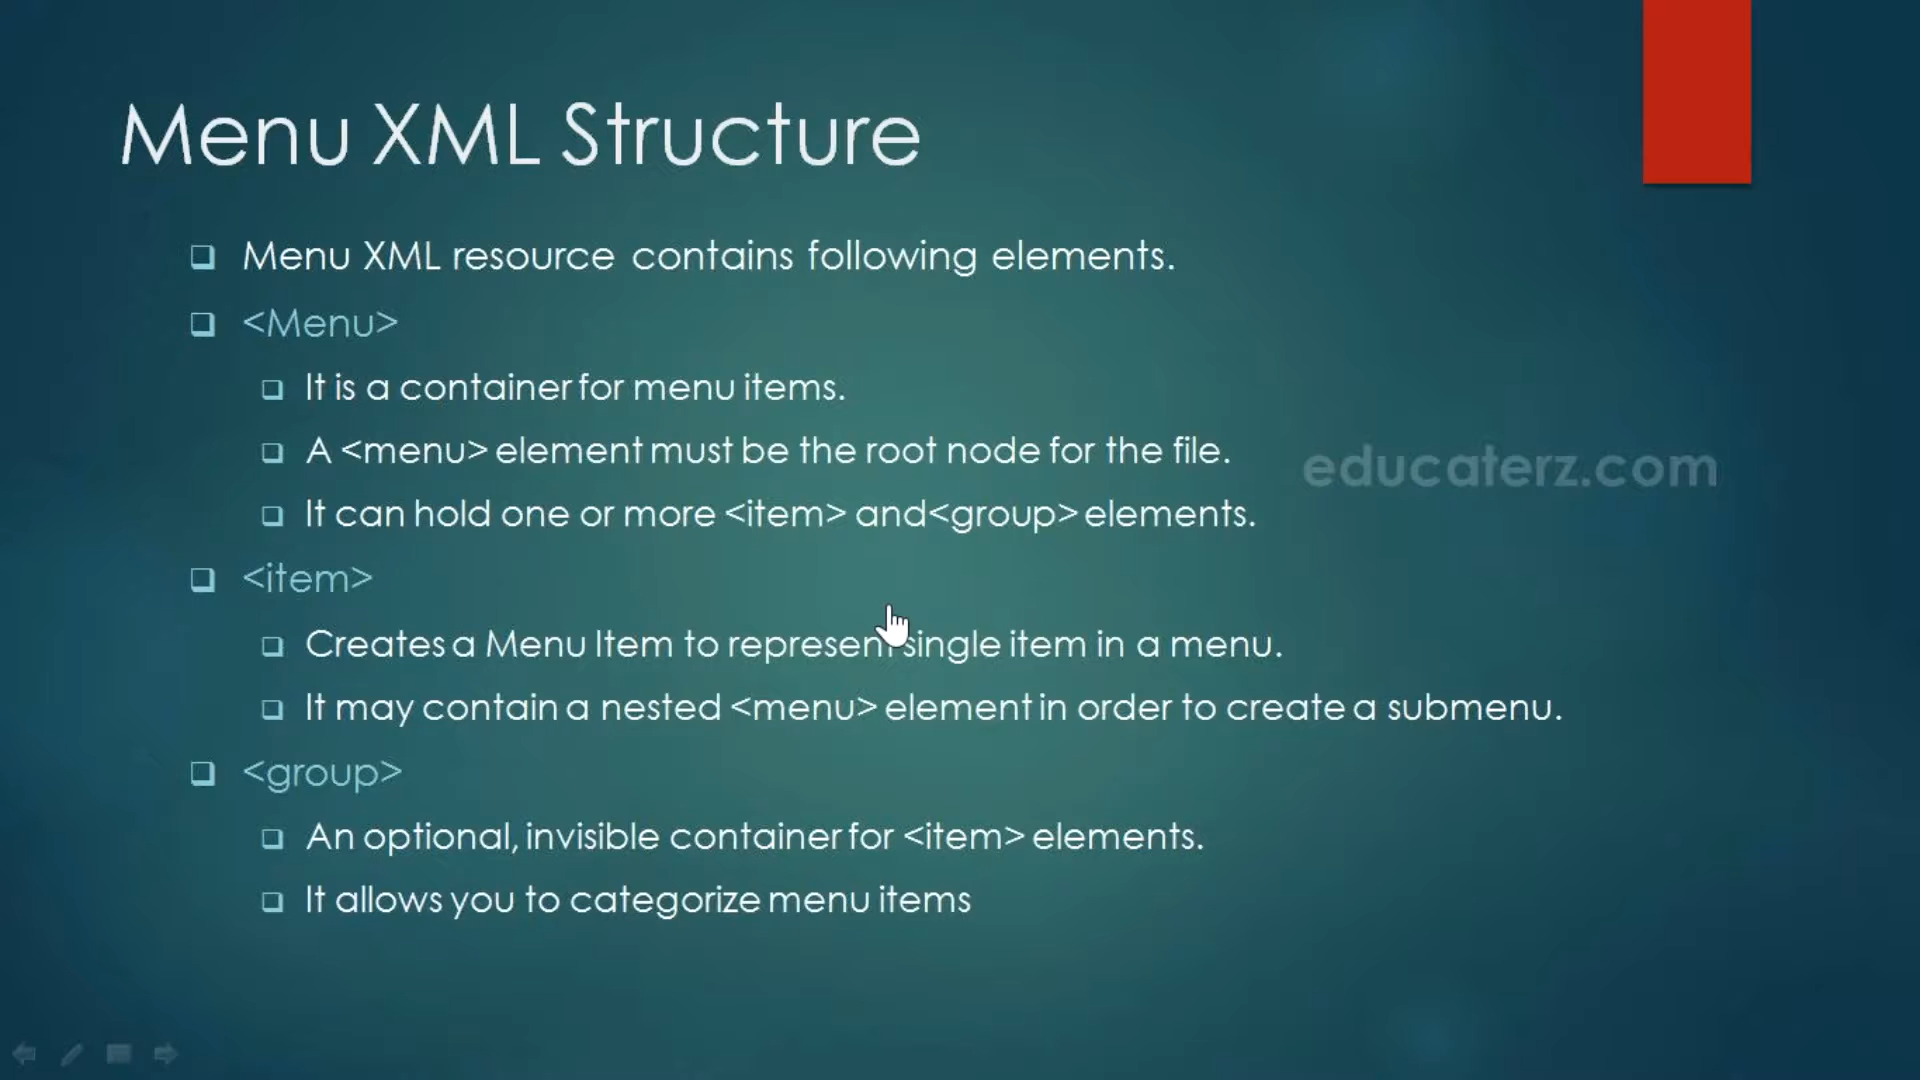 Menu XML Structure
Menu XML resource contains following elements.
<Menu>
It is a container for menu items.
A <menu> element must be the root node for the file.
educaterz.com
It can hold one or more <item> and<group> elements.
<item>
Creates a Menu Item to represent single item in a menu.
It may contain a nested <menu> element in order to create a submenu.
<group>
An optional, invisible container for <item> elements.
It allows you to categorize menu items